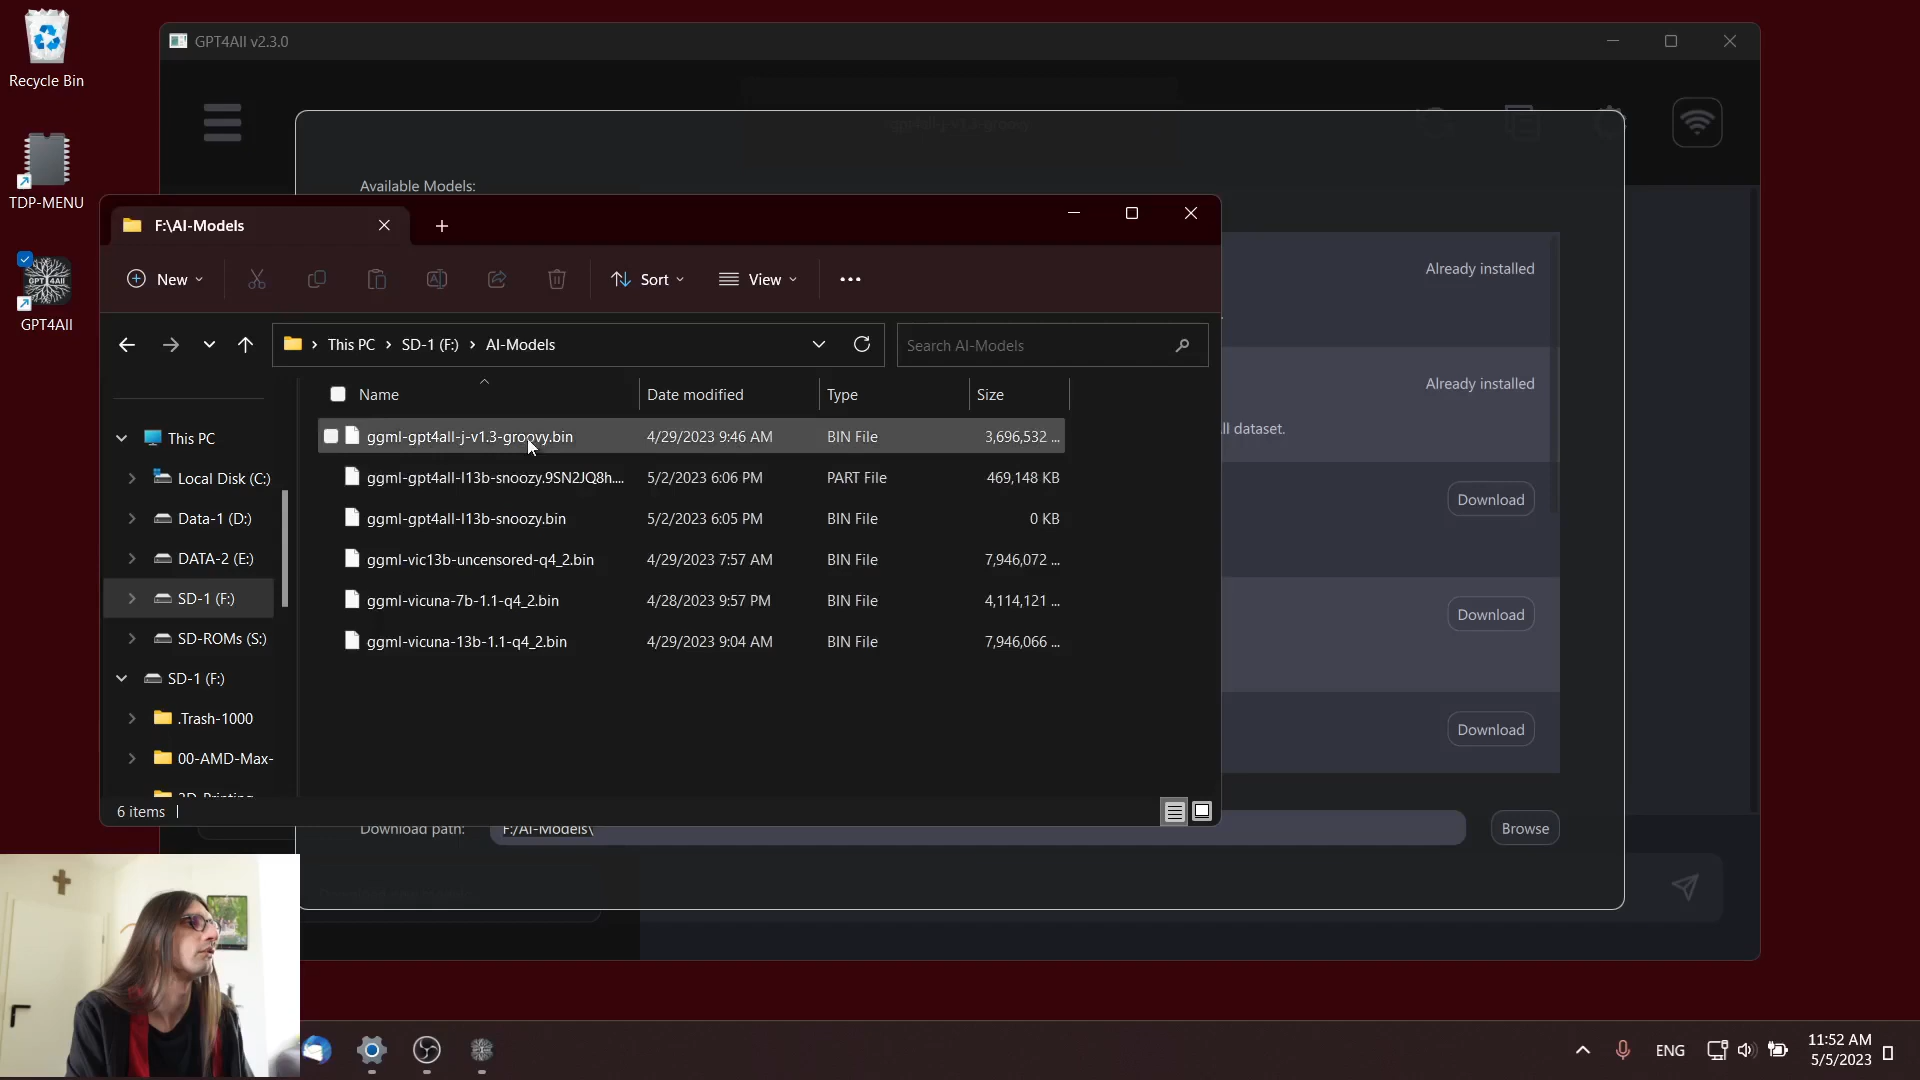 Recycle Bin
TDP-MENU
GPT4All
GPT4All v2.3.0
Available Models:
F:\AI-Models
New
Sort
View
This PC › SD-1 (F:) › AI-Models
Search AI-Models
Name Date modified Type Size
ggml-gpt4all-j-v1.3-groovy.bin 4/29/2023 9:46 AM BIN File 3,696,532 ...
ggml-gpt4all-l13b-snoozy.9SN2JQ8h.... 5/2/2023 6:06 PM PART File 469,148 KB
ggml-gpt4all-l13b-snoozy.bin 5/2/2023 6:05 PM BIN File 0 KB
ggml-vic13b-uncensored-q4_2.bin 4/29/2023 7:57 AM BIN File 7,946,072 ...
ggml-vicuna-7b-1.1-q4_2.bin 4/28/2023 9:57 PM BIN File 4,114,121 ...
ggml-vicuna-13b-1.1-q4_2.bin 4/29/2023 9:04 AM BIN File 7,946,066 ...
This PC
Local Disk (C:)
Data-1 (D:)
DATA-2 (E:)
SD-1 (F:)
SD-ROMs (S:)
SD-1 (F:)
.Trash-1000
00-AMD-Max-
3D-Printing
6 items
Already installed
Already installed
ll dataset.
Download
Download
Download
Download path: F:/AI-Models\
Browse
ENG
11:52 AM
5/5/2023